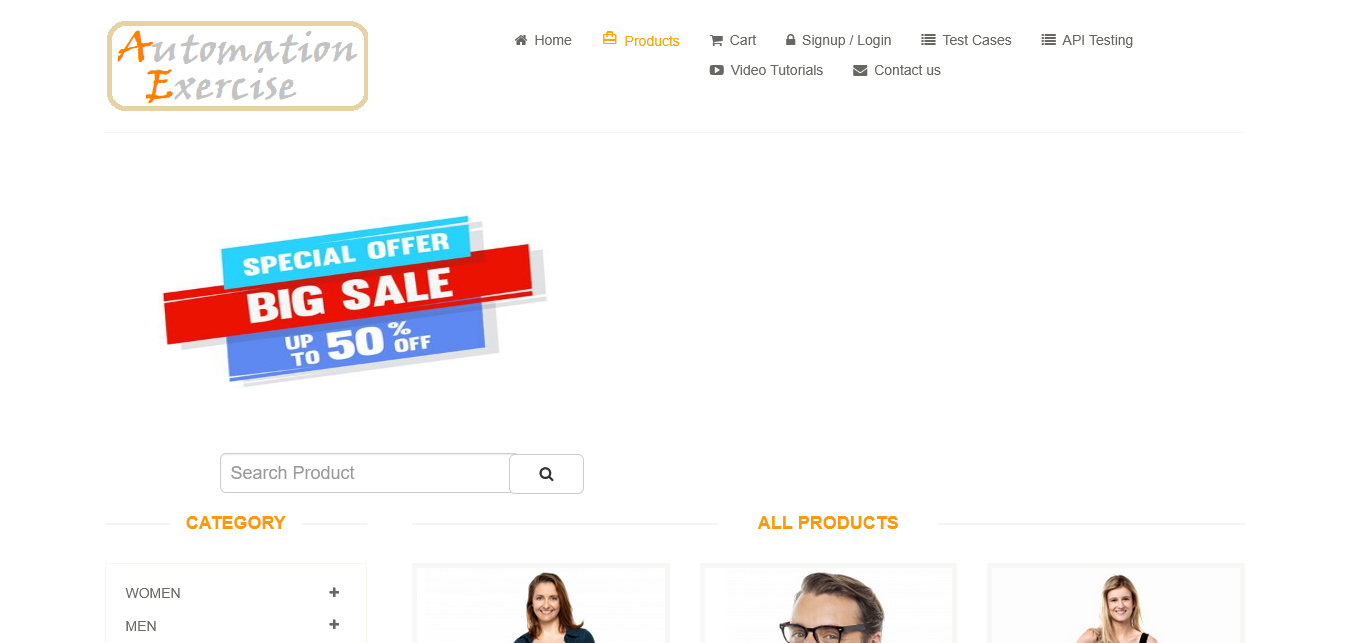 Automation
Exercise
Home Products Cart Signup / Login Test Cases API Testing
Video Tutorials Contact us
SPECIAL OFFER
BIG SALE
UP TO 50% OFF
Search Product
CATEGORY
ALL PRODUCTS
WOMEN
MEN